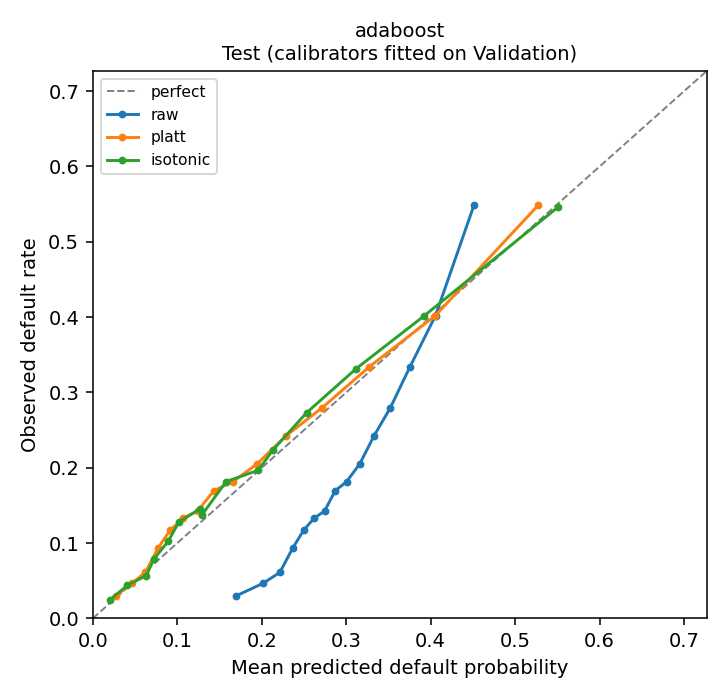 adaboost
Test (calibrators fitted on Validation)
perfect
raw
platt
isotonic
Observed default rate
0.7
0.6
0.5
0.4
0.3
0.2
0.1
0.0
0.0 0.1 0.2 0.3 0.4 0.5 0.6 0.7
Mean predicted default probability